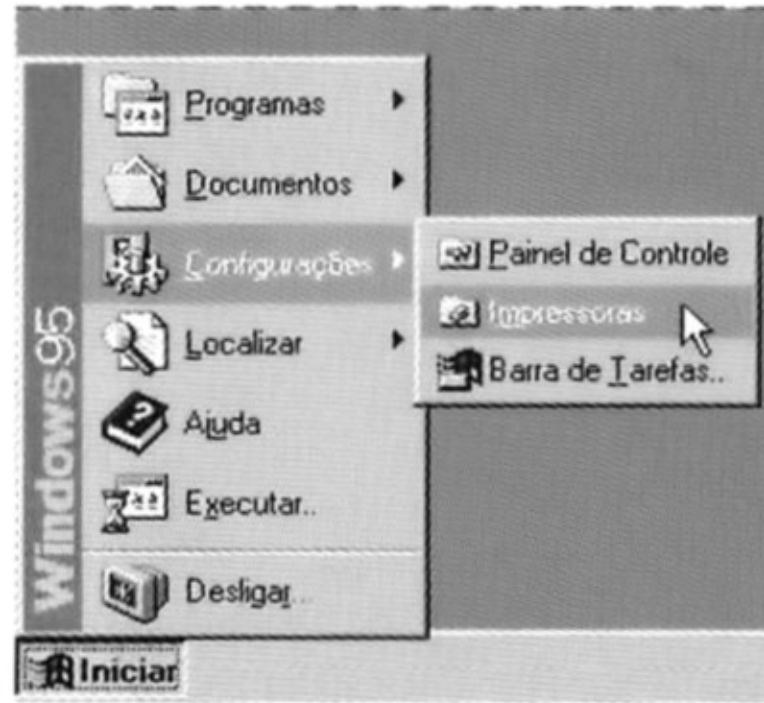 Programas
Documentos
Configurações
Painel de Controle
Impressoras
Localizar
Barra de Tarefas..
Ajuda
Executar..
Desligar...
Windows95
Iniciar